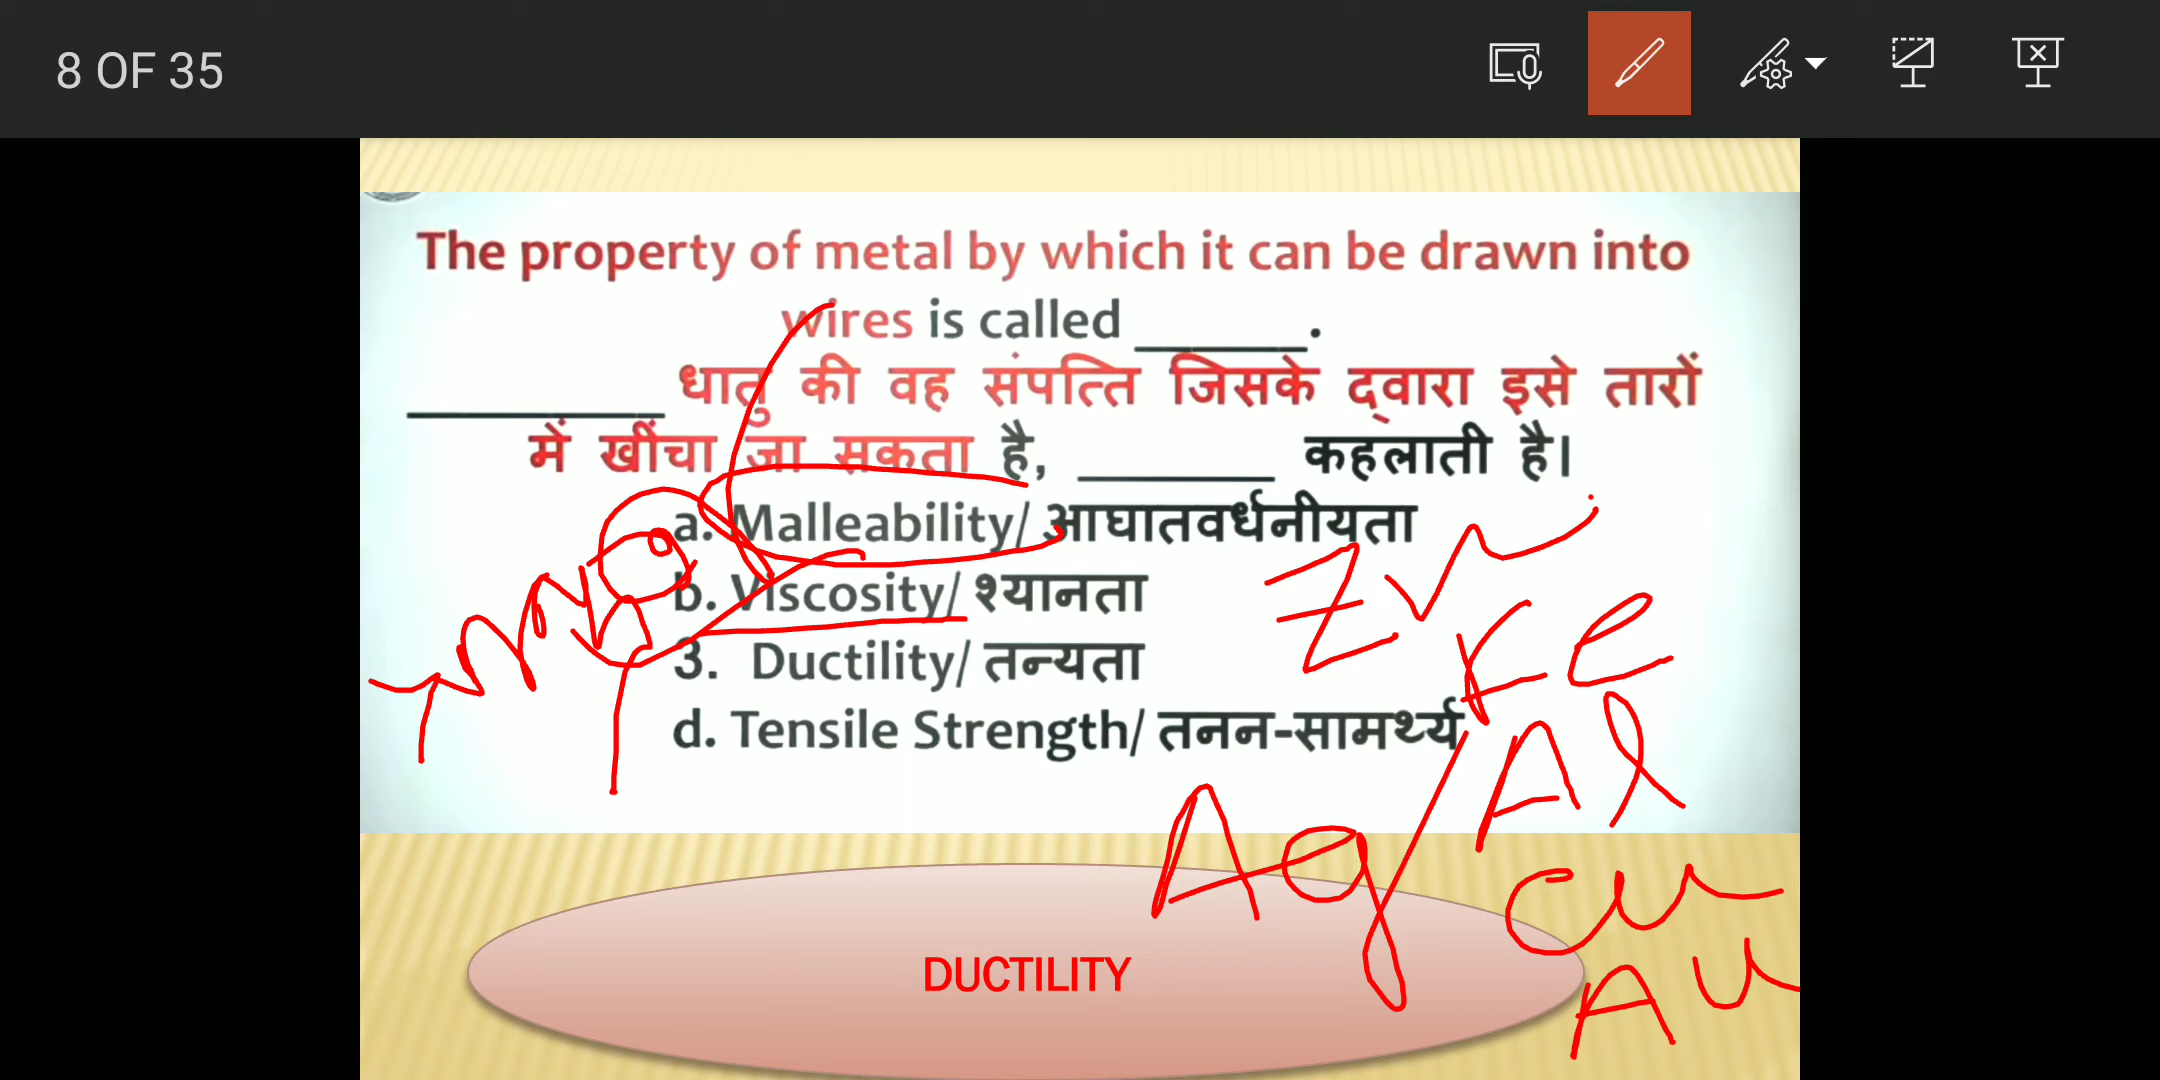 8 OF 35
The property of metal by which it can be drawn into
wires is called ______.
_________ धातु की वह संपत्ति जिसके द्वारा इसे तारों
में खींचा जा सकता है, _______ कहलाती है।
a. Malleability/ आघातवर्धनीयता
b. Viscosity/ श्यानता
3. Ductility/ तन्यता
d. Tensile Strength/ तनन-सामर्थ्य
Zn
Fe
Al
Ag
Cu
Au
DUCTILITY